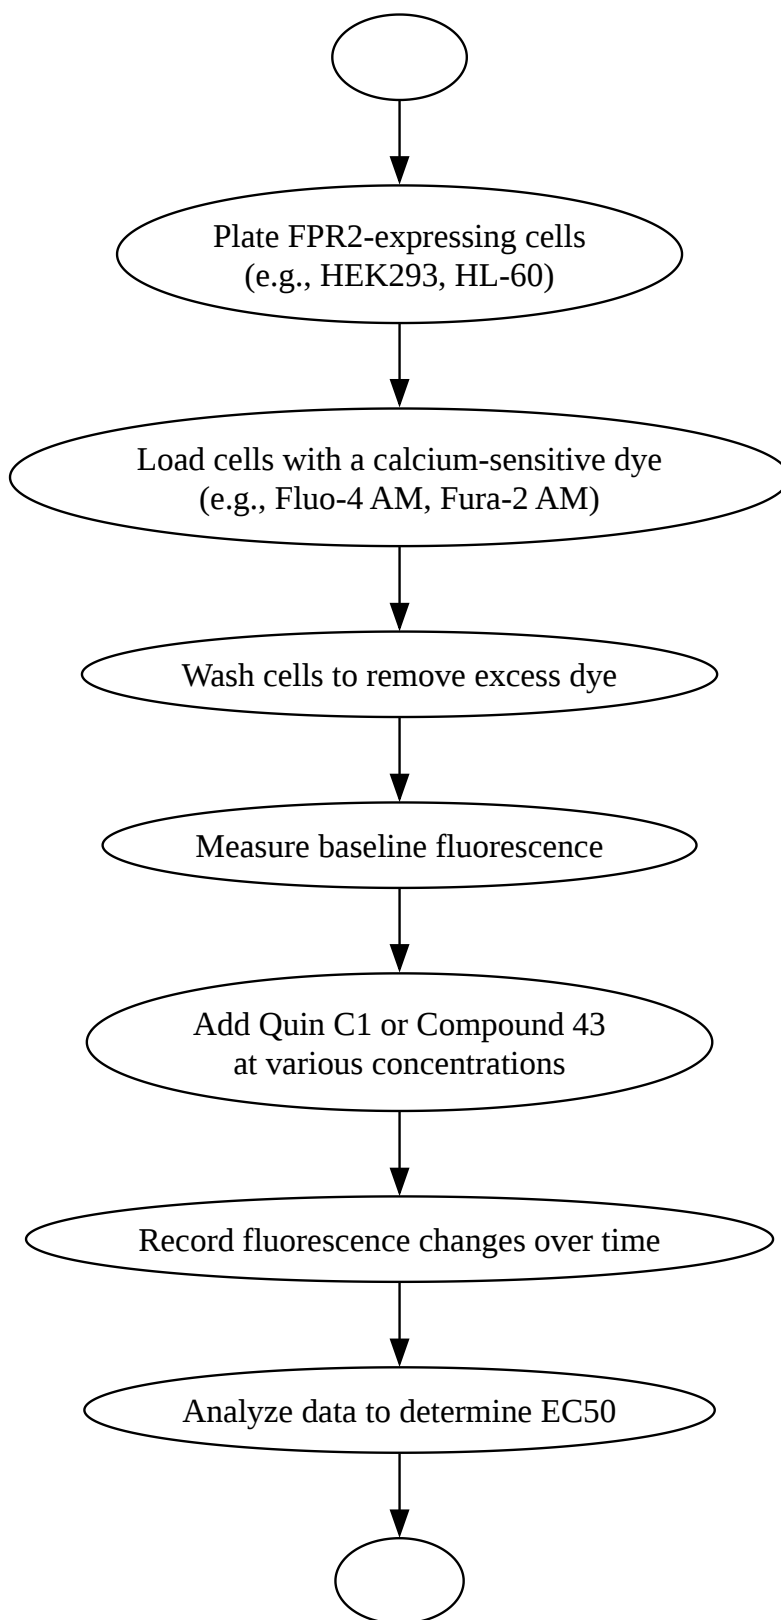 Plate FPR2-expressing cells
(e.g., HEK293, HL-60)
Load cells with a calcium-sensitive dye
(e.g., Fluo-4 AM, Fura-2 AM)
Wash cells to remove excess dye
Measure baseline fluorescence
Add Quin C1 or Compound 43
at various concentrations
Record fluorescence changes over time
Analyze data to determine EC50